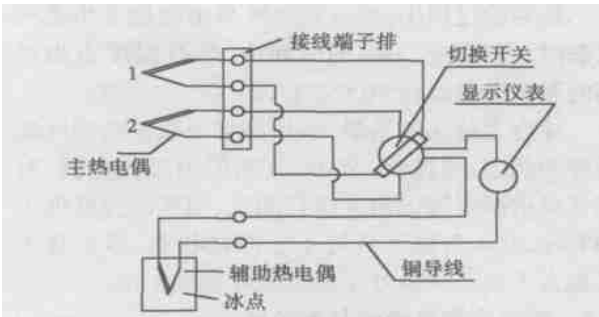 接线端子排
切换开关
1
显示仪表
2
主热电偶
辅助热电偶
铜导线
冰点